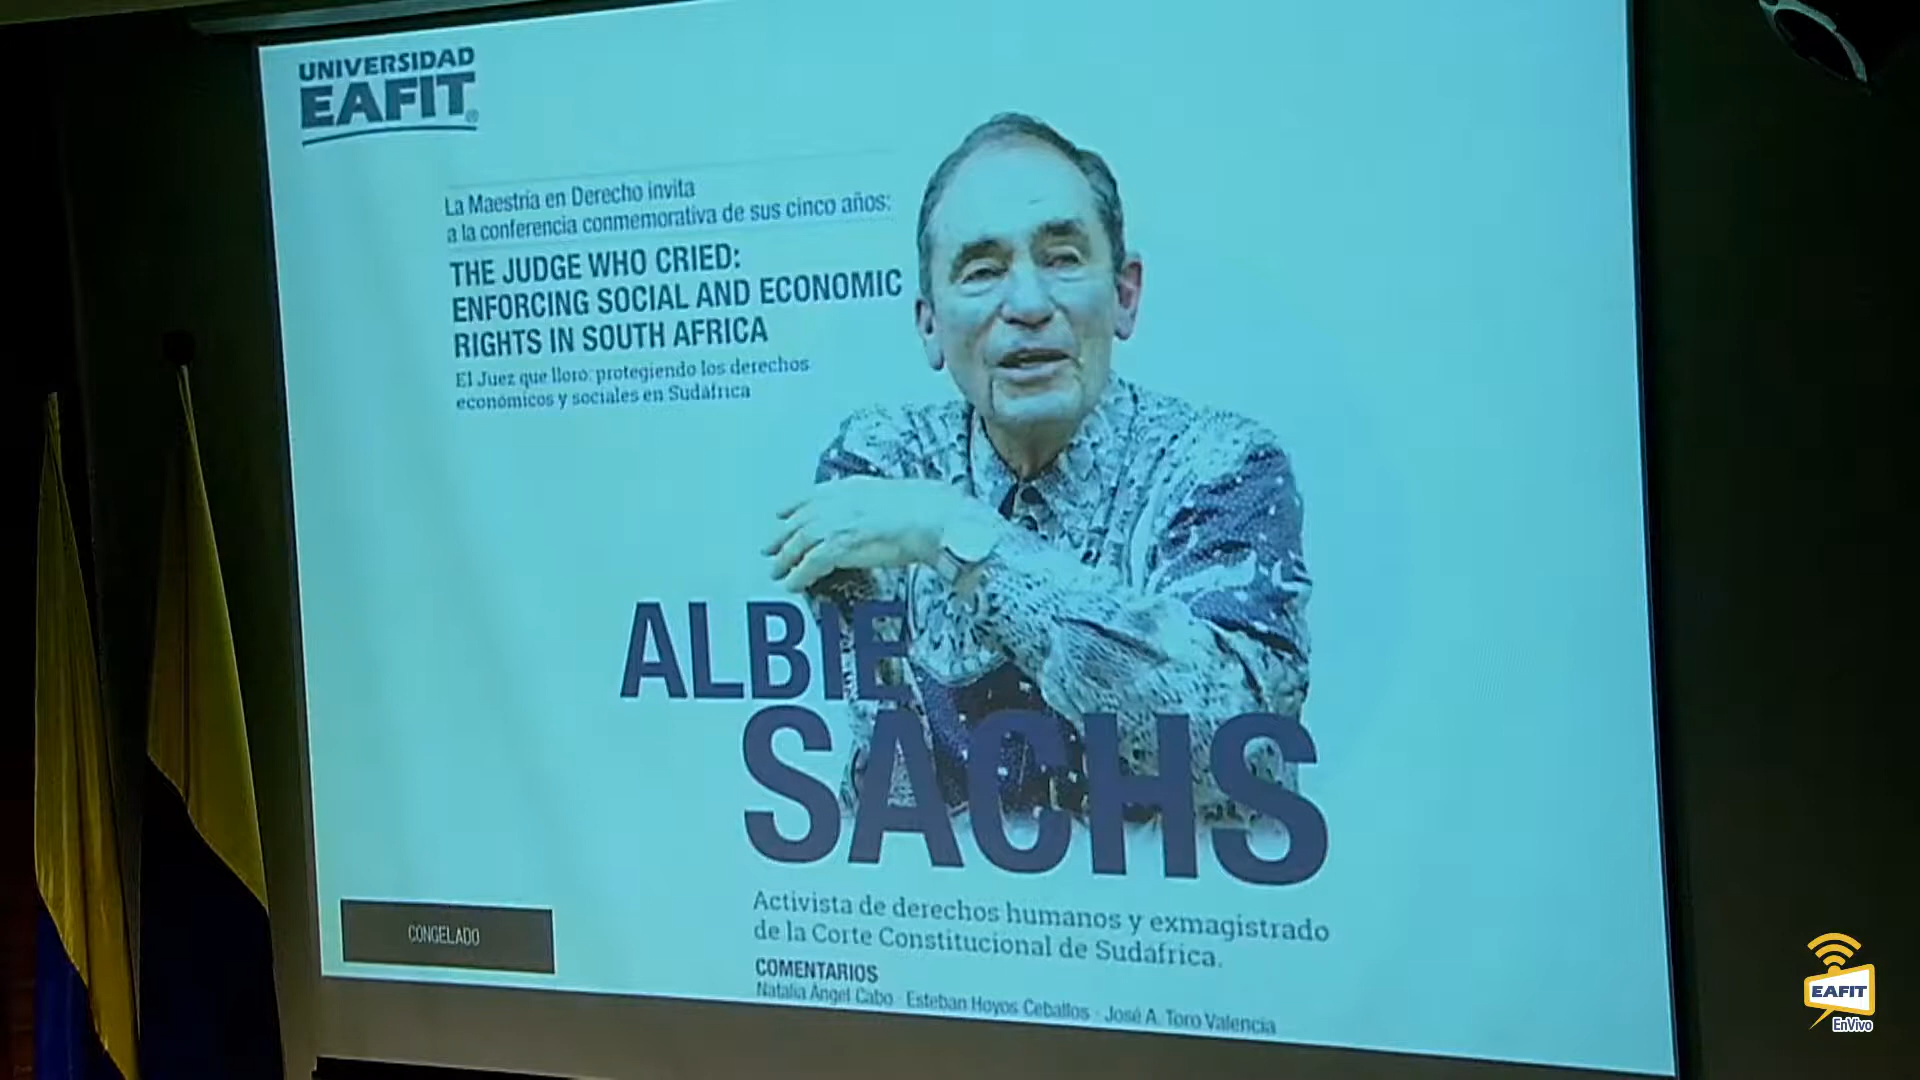 UNIVERSIDAD
EAFIT®
La Maestría en Derecho invita
a la conferencia conmemorativa de sus cinco años:
THE JUDGE WHO CRIED:
ENFORCING SOCIAL AND ECONOMIC
RIGHTS IN SOUTH AFRICA
El Juez que lloro: protegiendo los derechos
económicos y sociales en Sudáfrica
ALBIE
SACHS
Activista de derechos humanos y exmagistrado
de la Corte Constitucional de Sudáfrica.
COMENTARIOS
Natalia Ángel Cabo · Esteban Hoyos Ceballos · José A. Toro Valencia
CONGELADO
EAFIT
EnVivo